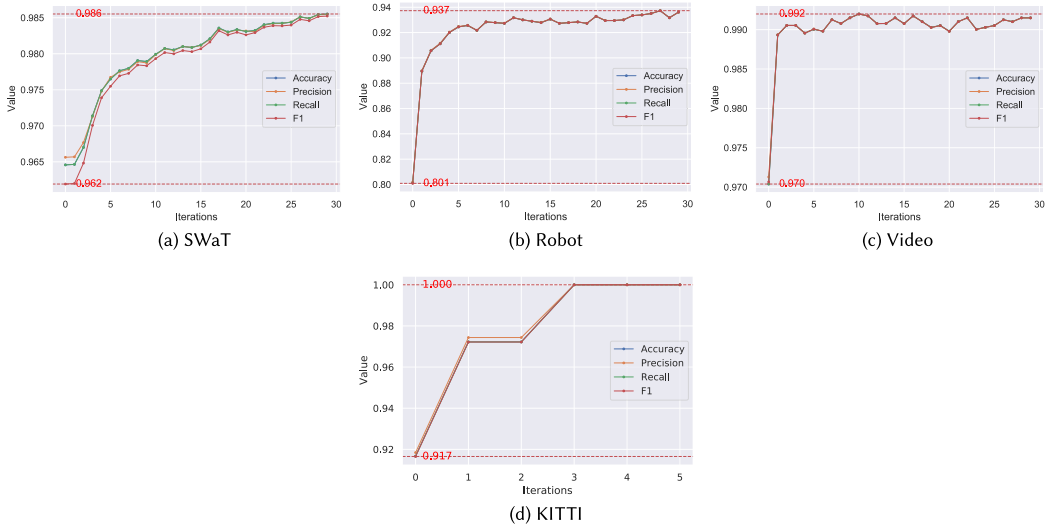 0.986
0.985
0.980
0.975
0.970
0.965
0.962
Value
Accuracy
Precision
Recall
F1
0 5 10 15 20 25 30
Iterations
(a) SWaT
0.94
0.937
0.92
0.90
0.88
0.86
0.84
0.82
0.80
0.801
Value
Accuracy
Precision
Recall
F1
0 5 10 15 20 25 30
Iterations
(b) Robot
0.992
0.990
0.985
0.980
0.975
0.970
0.970
Value
Accuracy
Precision
Recall
F1
0 5 10 15 20 25 30
Iterations
(c) Video
1.00
1.000
0.98
0.96
0.94
0.92
0.917
Value
Accuracy
Precision
Recall
F1
0 1 2 3 4 5
Iterations
(d) KITTI